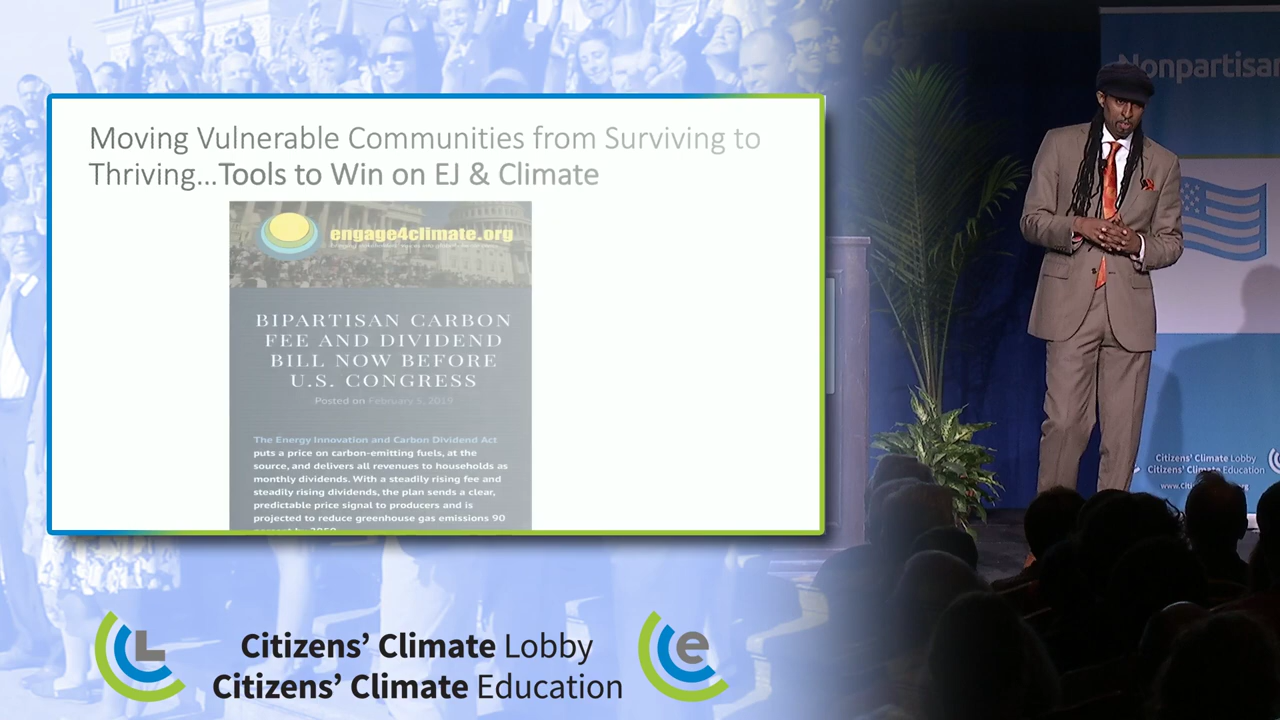 Moving Vulnerable Communities from Surviving to
Thriving...Tools to Win on EJ & Climate
engage4climate.org
BIPARTISAN CARBON
FEE AND DIVIDEND
BILL NOW BEFORE
U.S. CONGRESS
Posted on February 5, 2019
The Energy Innovation and Carbon Dividend Act
puts a price on carbon-emitting fuels, at the
source, and delivers all revenues to households as
monthly dividends. With a steadily rising fee and
steadily rising dividends, the plan sends a clear,
predictable price signal to producers and is
projected to reduce greenhouse gas emissions 90
L
Citizens' Climate Lobby
Citizens' Climate Education
e
Nonpartisan
Citizens' Climate Lobby
Citizens' Climate Education